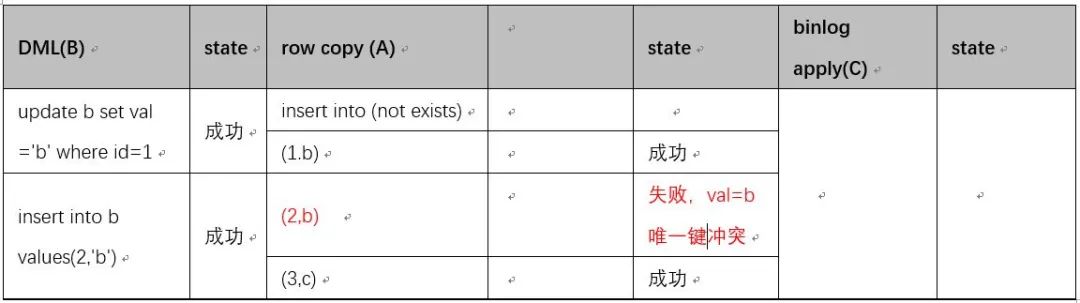 DML(B)
state
row copy (A)
state
binlog
apply(C)
state
update b set val
='b' where id=1
成功
insert into (not exists)
(1.b)
成功
insert into b
values(2,'b')
成功
(2,b)
失败，val=b
唯一键冲突
(3,c)
成功